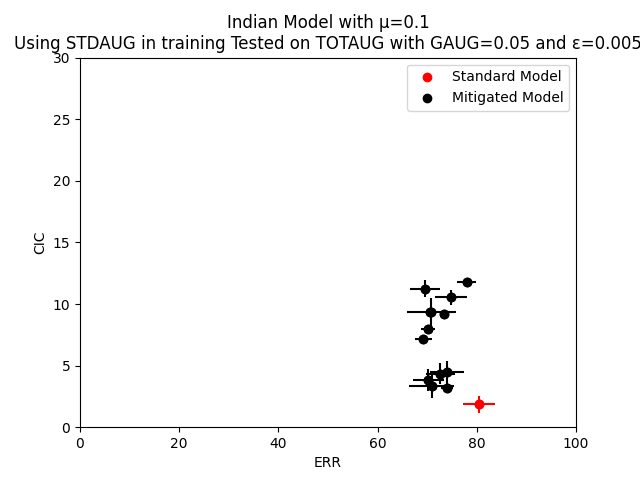 Indian Model with μ=0.1
Using STDAUG in training Tested on TOTAUG with GAUG=0.05 and ε=0.005
Standard Model
Mitigated Model
CIC
30
25
20
15
10
5
0
0 20 40 60 80 100
ERR